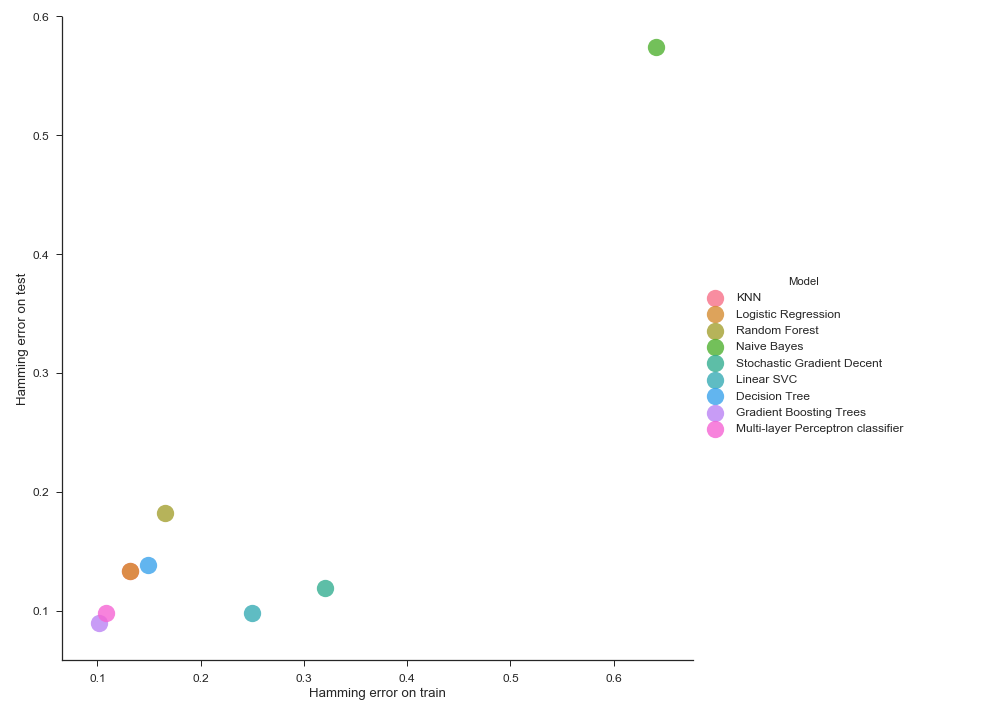 0.6
0.5
0.4
0.3
0.2
0.1
Hamming error on test
0.1 0.2 0.3 0.4 0.5 0.6
Hamming error on train
Model
KNN
Logistic Regression
Random Forest
Naive Bayes
Stochastic Gradient Decent
Linear SVC
Decision Tree
Gradient Boosting Trees
Multi-layer Perceptron classifier